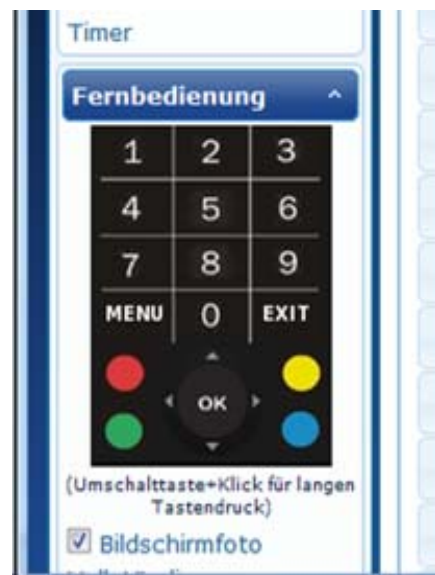 Timer
Fernbedienung
1 2 3
4 5 6
7 8 9
MENU 0 EXIT
OK
(Umschalttaste+Klick für langen
Tastendruck)
Bildschirmfoto